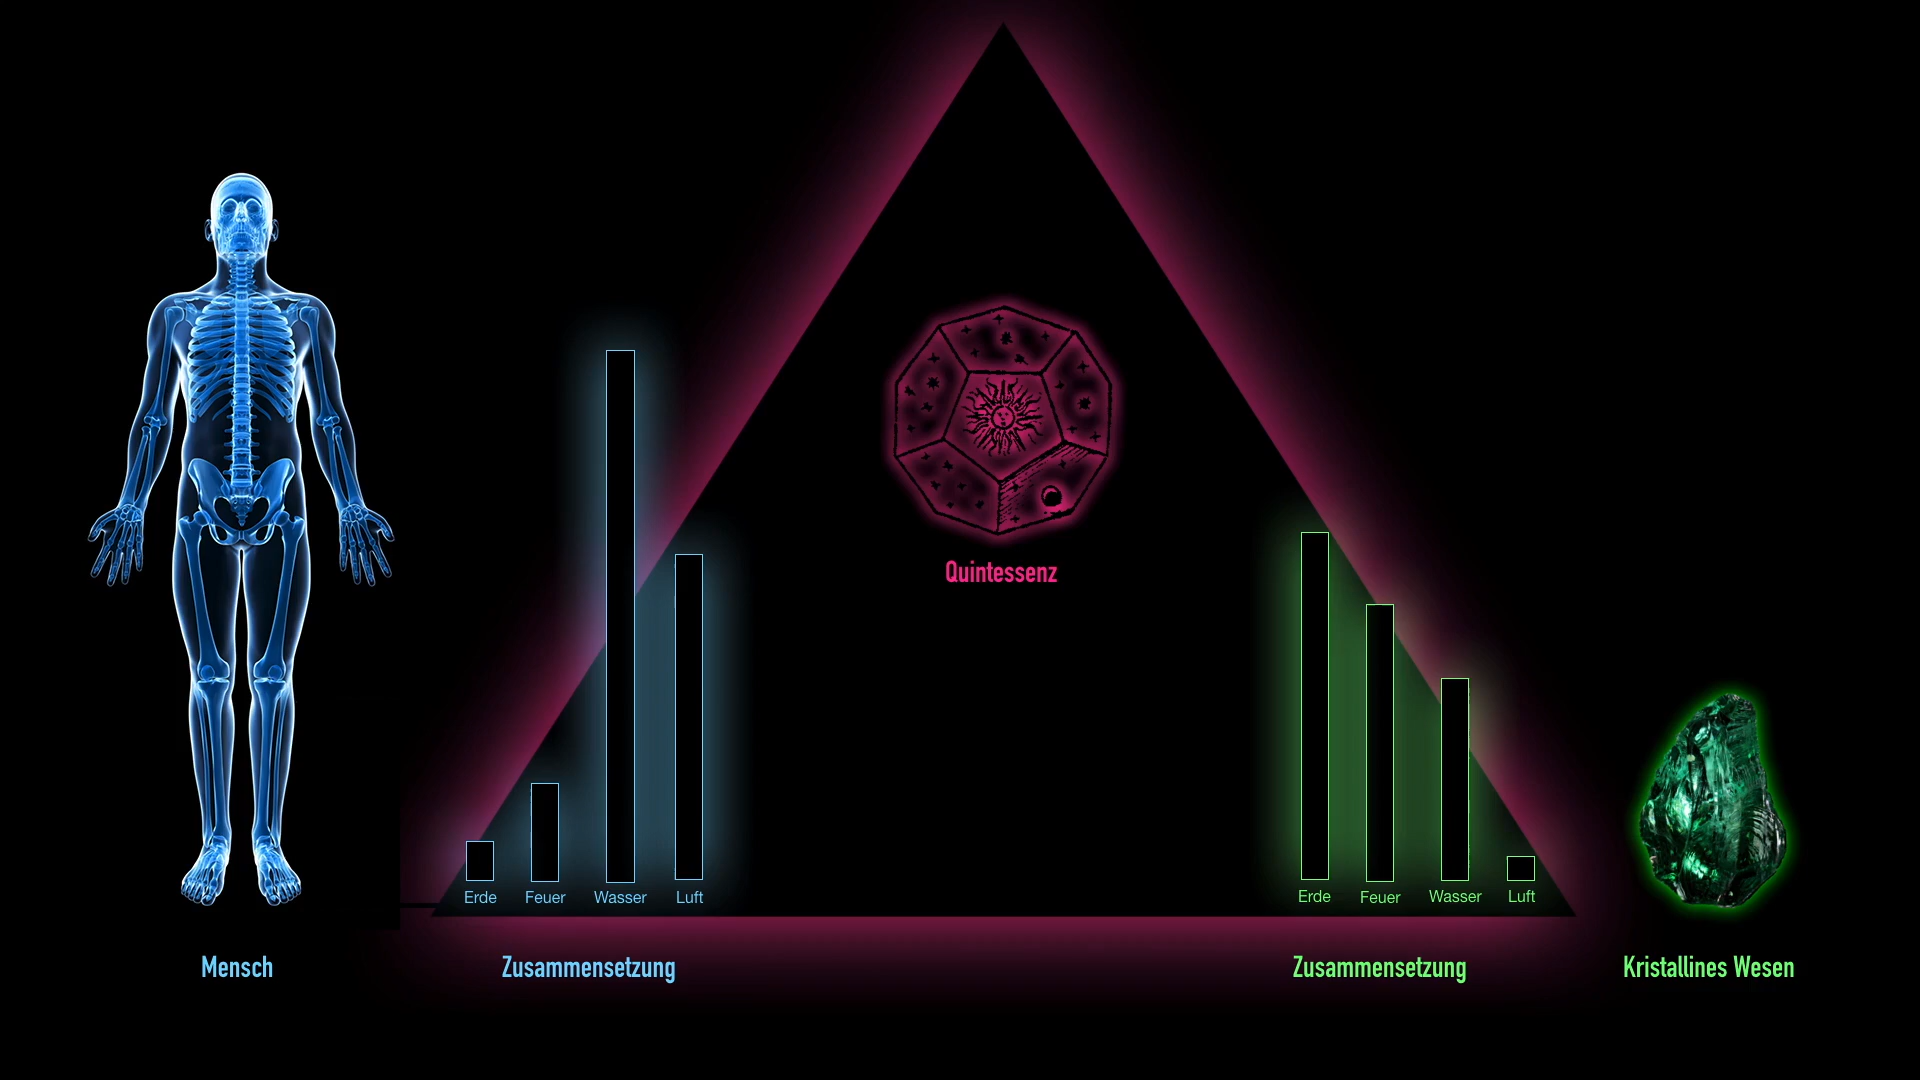 Quintessenz
Erde Feuer Wasser Luft
Erde Feuer Wasser Luft
Mensch
Zusammensetzung
Zusammensetzung
Kristallines Wesen